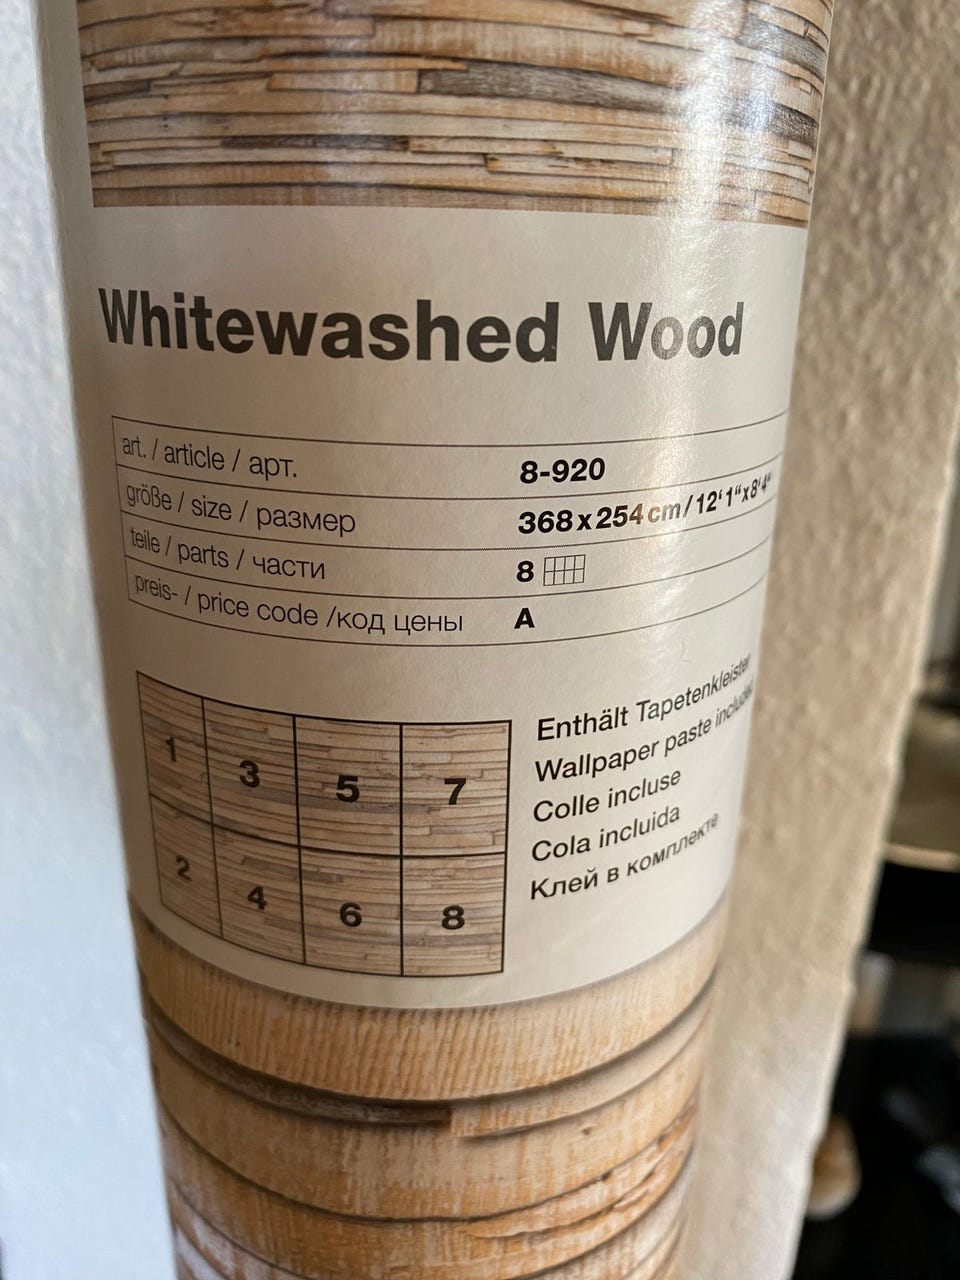 Whitewashed Wood
art. / article / арт. 8-920
größe / size / размер 368x254cm/12‘1“x8‘4“
teile / parts / части 8
preis- / price code /код цены A
1 3 5 7
2 4 6 8
Enthält Tapetenkleister
Wallpaper paste included
Colle incluse
Cola incluida
Клей в комплекте